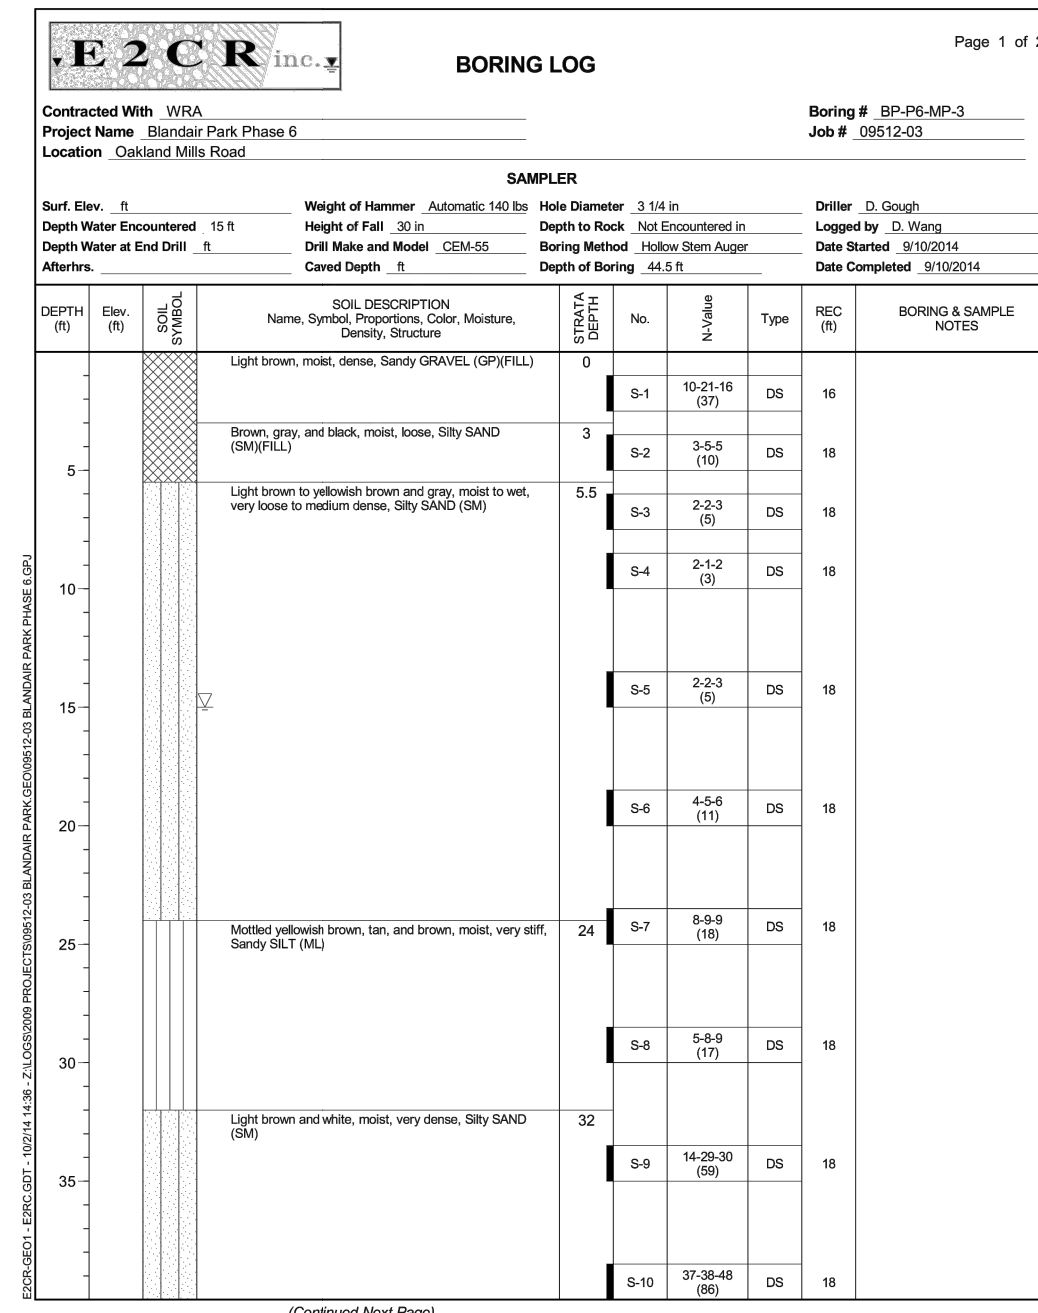 E2CR inc.
BORING LOG
Page 1 of 2
Contracted With WRA
Boring # BP-P6-MP-3
Project Name Blandair Park Phase 6
Job # 09512-03
Location Oakland Mills Road
SAMPLER
Surf. Elev. ft Weight of Hammer Automatic 140 lbs Hole Diameter 3 1/4 in Driller D. Gough
Depth Water Encountered 15 ft Height of Fall 30 in Depth to Rock Not Encountered in Logged by D. Wang
Depth Water at End Drill ft Drill Make and Model CEM-55 Boring Method Hollow Stem Auger Date Started 9/10/2014
Afterhrs. Caved Depth ft Depth of Boring 44.5 ft Date Completed 9/10/2014
DEPTH (ft) Elev. (ft) SOIL SYMBOL
SOIL DESCRIPTION
Name, Symbol, Proportions, Color, Moisture,
Density, Structure
STRATA DEPTH No. N-Value Type REC (ft)
BORING & SAMPLE
NOTES
Light brown, moist, dense, Sandy GRAVEL (GP)(FILL) 0
S-1 10-21-16 (37) DS 16
Brown, gray, and black, moist, loose, Silty SAND 3
(SM)(FILL)
S-2 3-5-5 (10) DS 18
5
Light brown to yellowish brown and gray, moist to wet, 5.5
very loose to medium dense, Silty SAND (SM)
S-3 2-2-3 (5) DS 18
S-4 2-1-2 (3) DS 18
10
S-5 2-2-3 (5) DS 18
15
S-6 4-5-6 (11) DS 18
20
S-7 8-9-9 (18) DS 18
Mottled yellowish brown, tan, and brown, moist, very stiff, 24
Sandy SILT (ML)
25
S-8 5-8-9 (17) DS 18
30
Light brown and white, moist, very dense, Silty SAND 32
(SM)
S-9 14-29-30 (59) DS 18
35
S-10 37-38-48 (86) DS 18
(Continued Next Page)
E2CR-GEO1 - E2RC.GDT - 10/2/14 14:36 - Z:\LOGS\2009 PROJECTS\09512-03 BLANDAIR PARK.GEO\09512-03 BLANDAIR PARK PHASE 6.GPJ